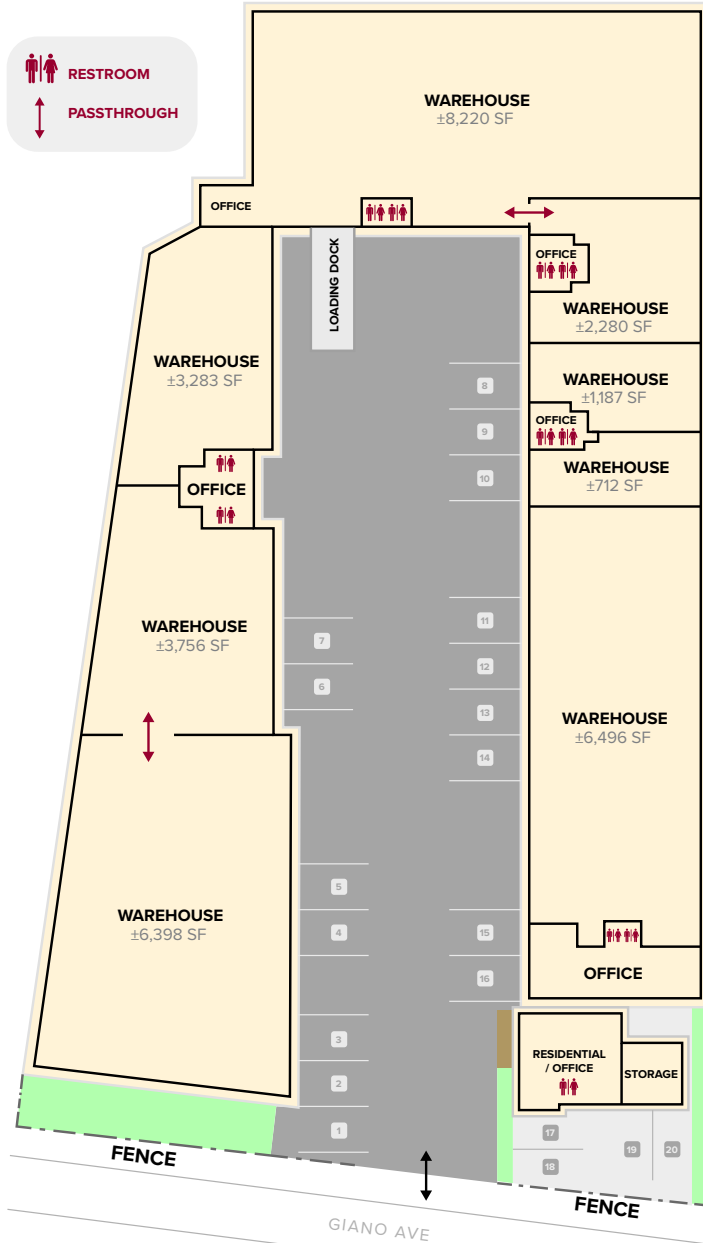 RESTROOM
PASSTHROUGH
WAREHOUSE
±8,220 SF
OFFICE
LOADING DOCK
OFFICE
WAREHOUSE
±2,280 SF
WAREHOUSE
±3,283 SF
WAREHOUSE
±1,187 SF
8
OFFICE
9
WAREHOUSE
±712 SF
10
OFFICE
WAREHOUSE
±3,756 SF
7
6
11
12
13
14
WAREHOUSE
±6,496 SF
WAREHOUSE
±6,398 SF
5
4
15
16
OFFICE
3
2
1
RESIDENTIAL
/ OFFICE
STORAGE
17
18
19
20
FENCE
FENCE
GIANO AVE